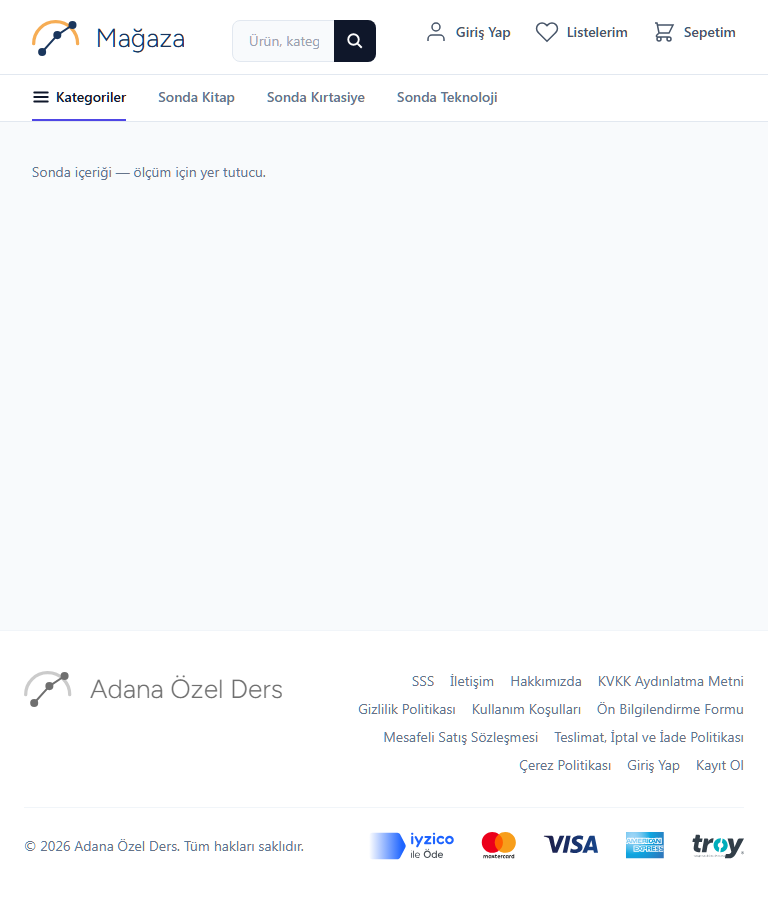 Mağaza
Ürün, kateg
Giriş Yap
Listelerim
Sepetim
Kategoriler
Sonda Kitap
Sonda Kırtasiye
Sonda Teknoloji
Sonda içeriği — ölçüm için yer tutucu.
Adana Özel Ders
SSS İletişim Hakkımızda KVKK Aydınlatma Metni
Gizlilik Politikası Kullanım Koşulları Ön Bilgilendirme Formu
Mesafeli Satış Sözleşmesi Teslimat, İptal ve İade Politikası
Çerez Politikası Giriş Yap Kayıt Ol
© 2026 Adana Özel Ders. Tüm hakları saklıdır.
iyzico
ile Öde
mastercard
VISA
AMERICAN
EXPRESS
troy